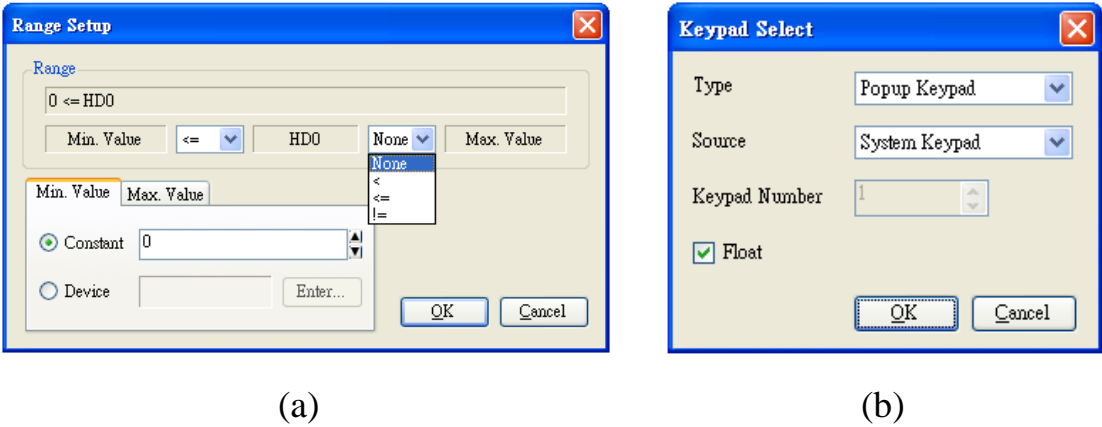 Range Setup
Range
0 <= HD0
Min. Value <= HD0 None Max. Value
None
<
<=
!=
Min. Value Max. Value
Constant 0
Device Enter...
OK Cancel
(a)
Keypad Select
Type Popup Keypad
Source System Keypad
Keypad Number 1
Float
OK Cancel
(b)